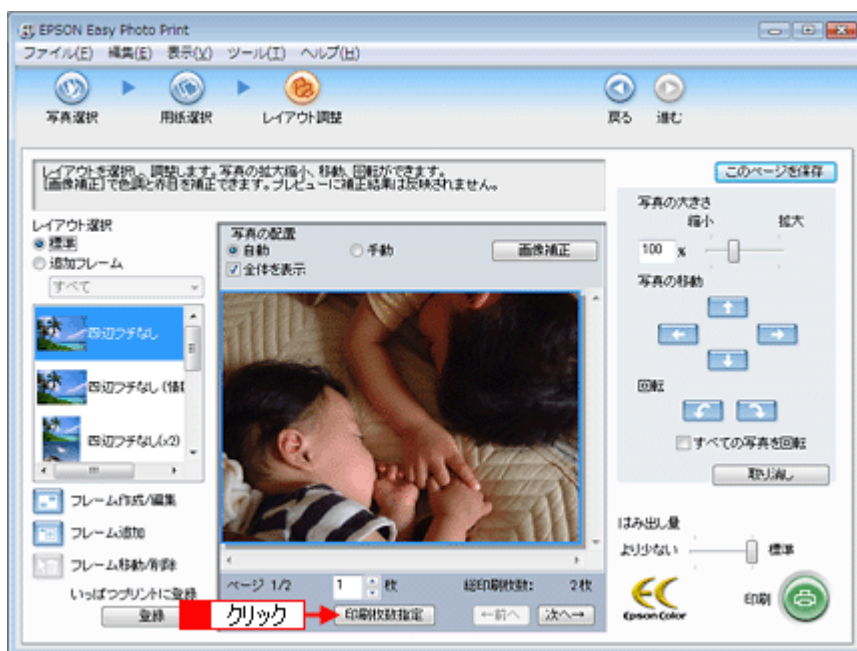 EPSON Easy Photo Print
ファイル(F) 編集(E) 表示(V) ツール(T) ヘルプ(H)
写真選択 用紙選択 レイアウト調整 戻る 進む
レイアウトを選択し、調整します。写真の拡大縮小、移動、回転ができます。
[画像補正]で色調と赤目を補正できます。プレビューに補正結果は反映されません。
このページを保存
レイアウト選択
標準
追加フレーム
すべて
四辺フチなし
四辺フチなし (情報
四辺フチなし(x2)
フレーム作成/編集
フレーム追加
フレーム移動/削除
いっぱつプリントに登録
登録
写真の配置
自動 手動 画像補正
全体を表示
ページ 1/2 1 枚 総印刷枚数: 2枚
クリック 印刷枚数指定 ←前へ 次へ→
写真の大きさ
縮小 拡大
100 %
写真の移動
回転
すべての写真を回転
取り消し
はみ出し量
より少ない 標準
Epson Color
印刷